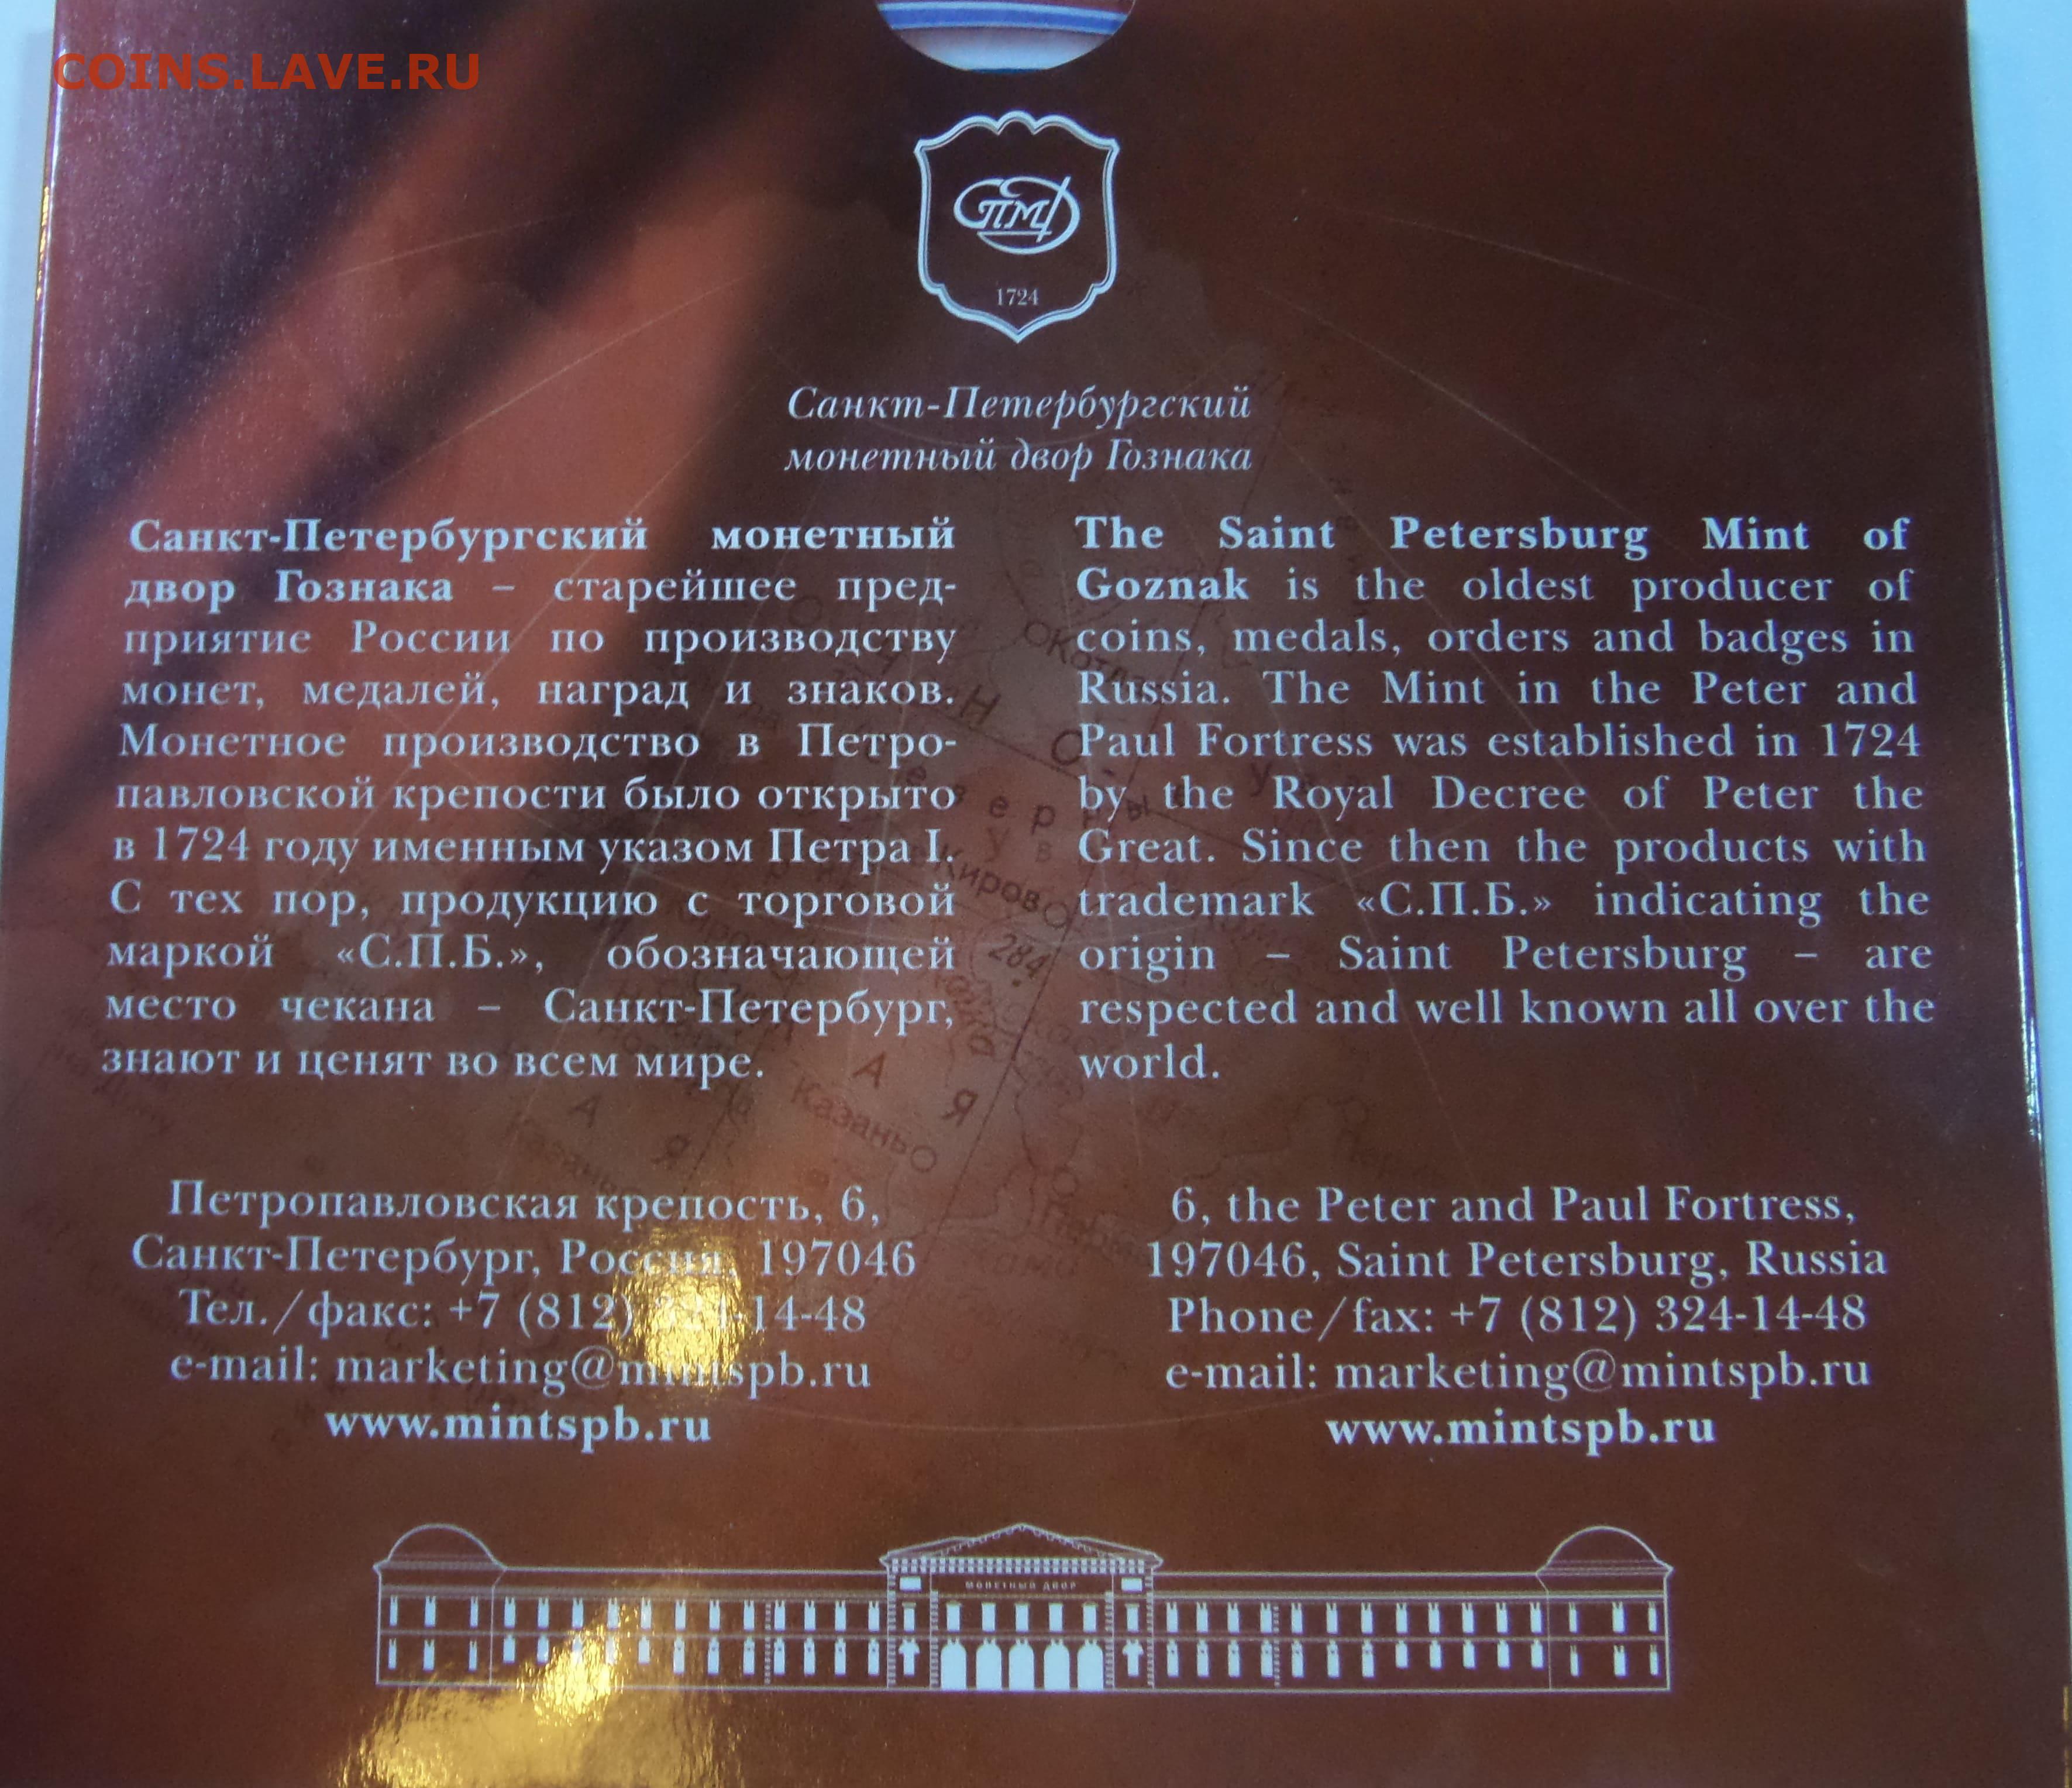 COINS.LAVE.RU
СПМД
1724
Санкт-Петербургский
монетный двор Гознака
Санкт-Петербургский монетный
двор Гознака – старейшее пред-
приятие России по производству
монет, медалей, наград и знаков.
Монетное производство в Петро-
павловской крепости было открыто
в 1724 году именным указом Петра I.
С тех пор, продукцию с торговой
маркой «С.П.Б.», обозначающей
место чекана – Санкт-Петербург,
знают и ценят во всем мире.
The Saint Petersburg Mint of
Goznak is the oldest producer of
coins, medals, orders and badges in
Russia. The Mint in the Peter and
Paul Fortress was established in 1724
by the Royal Decree of Peter the
Great. Since then the products with
trademark «С.П.Б.» indicating the
origin – Saint Petersburg – are
respected and well known all over the
world.
Петропавловская крепость, 6,
Санкт-Петербург, Россия, 197046
Тел./факс: +7 (812) 324-14-48
e-mail: marketing@mintspb.ru
www.mintspb.ru
6, the Peter and Paul Fortress,
197046, Saint Petersburg, Russia
Phone/fax: +7 (812) 324-14-48
e-mail: marketing@mintspb.ru
www.mintspb.ru
МОНЕТНЫЙ ДВОР
Киров
284
Казань